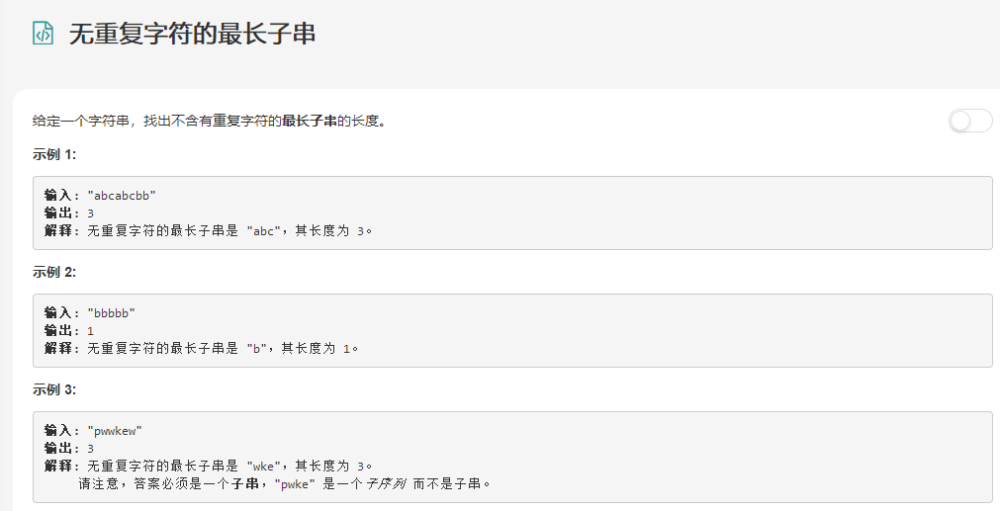 无重复字符的最长子串
给定一个字符串，找出不含有重复字符的最长子串的长度。
示例 1:
输入: "abcabcbb"
输出: 3
解释: 无重复字符的最长子串是 "abc"，其长度为 3。
示例 2:
输入: "bbbbb"
输出: 1
解释: 无重复字符的最长子串是 "b"，其长度为 1。
示例 3:
输入: "pwwkew"
输出: 3
解释: 无重复字符的最长子串是 "wke"，其长度为 3。
请注意，答案必须是一个子串，"pwke" 是一个子序列 而不是子串。